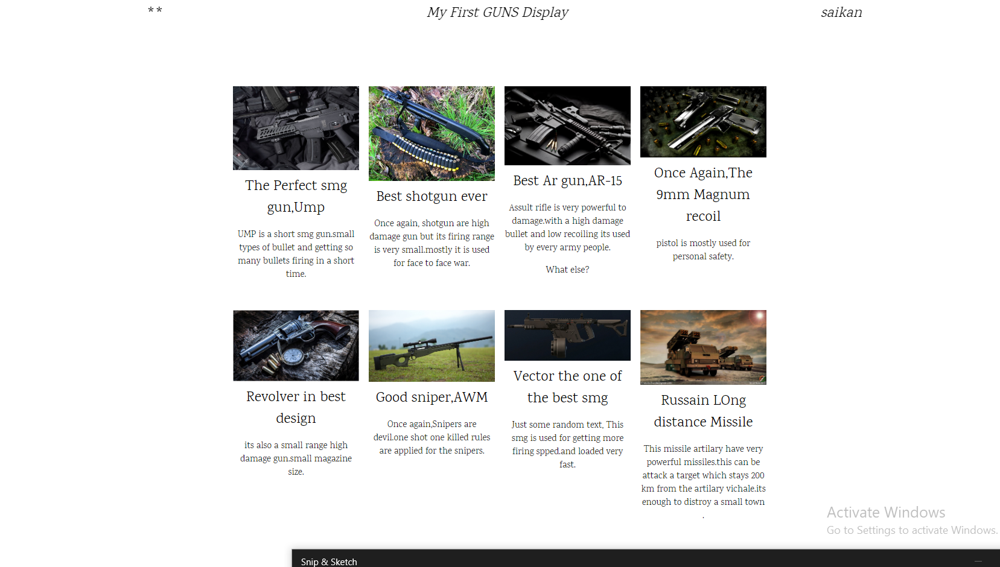 **
My First GUNS Display
saikan
The Perfect smg
gun,Ump
UMP is a short smg gun.small
types of bullet and getting so
many bullets firing in a short
time.
Best shotgun ever
Once again, shotgun are high
damage gun but its firing range
is very small.mostly it is used
for face to face war.
Best Ar gun,AR-15
Assult rifle is very powerful to
damage.with a high damage
bullet and low recoiling its used
by every army people.
What else?
Once Again,The
9mm Magnum
recoil
pistol is mostly used for
personal safety.
Revolver in best
design
its also a small range high
damage gun.small magazine
size.
Good sniper,AWM
Once again,Snipers are
devil.one shot one killed rules
are applied for the snipers.
Vector the one of
the best smg
Just some random text, This
smg is used for getting more
firing spped.and loaded very
fast.
Russain LOng
distance Missile
This missile artilary have very
powerful missiles.this can be
attack a target which stays 200
km from the artilary vichale.its
enough to distroy a small town
.
Activate Windows
Go to Settings to activate Windows.
Snip & Sketch